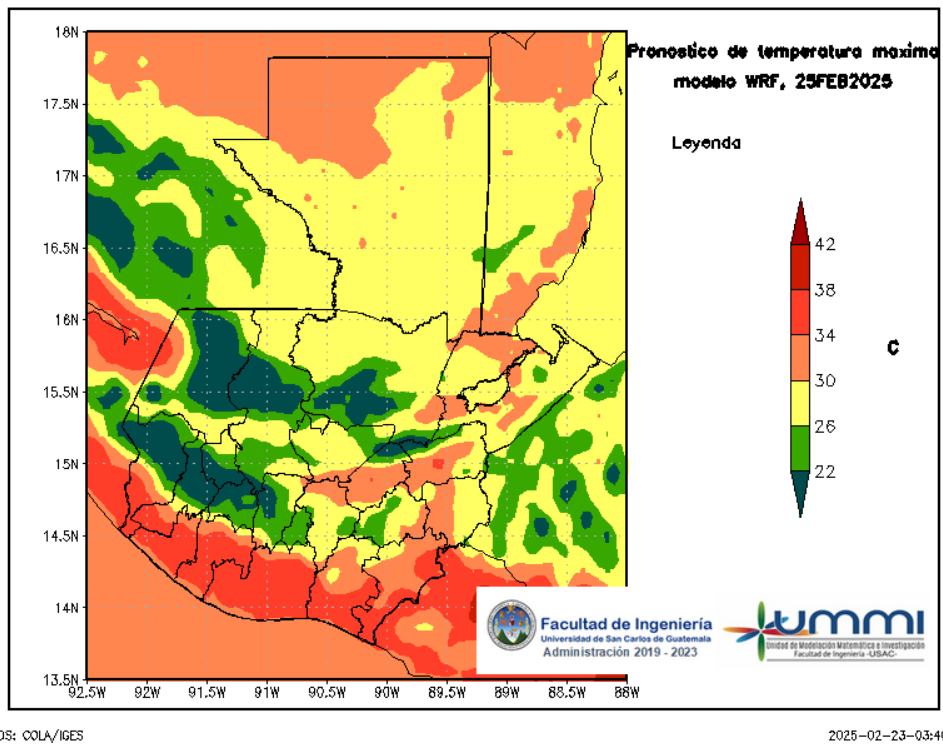 Pronostico de temperatura maxima
modelo WRF, 25FEB2025
Leyenda
18N
17.5N
17N
16.5N
16N
15.5N
15N
14.5N
14N
13.5N
92.5W 92W 91.5W 91W 90.5W 90W 89.5W 89W 88.5W 88W
42
38
34
30
26
22
C
Facultad de Ingeniería
Universidad de San Carlos de Guatemala
Administración 2019 - 2023
UMMI
Unidad de Modelación Matemática e Investigación
Facultad de Ingeniería -USAC-
OS: COLA/IGES
2025-02-23-03:4